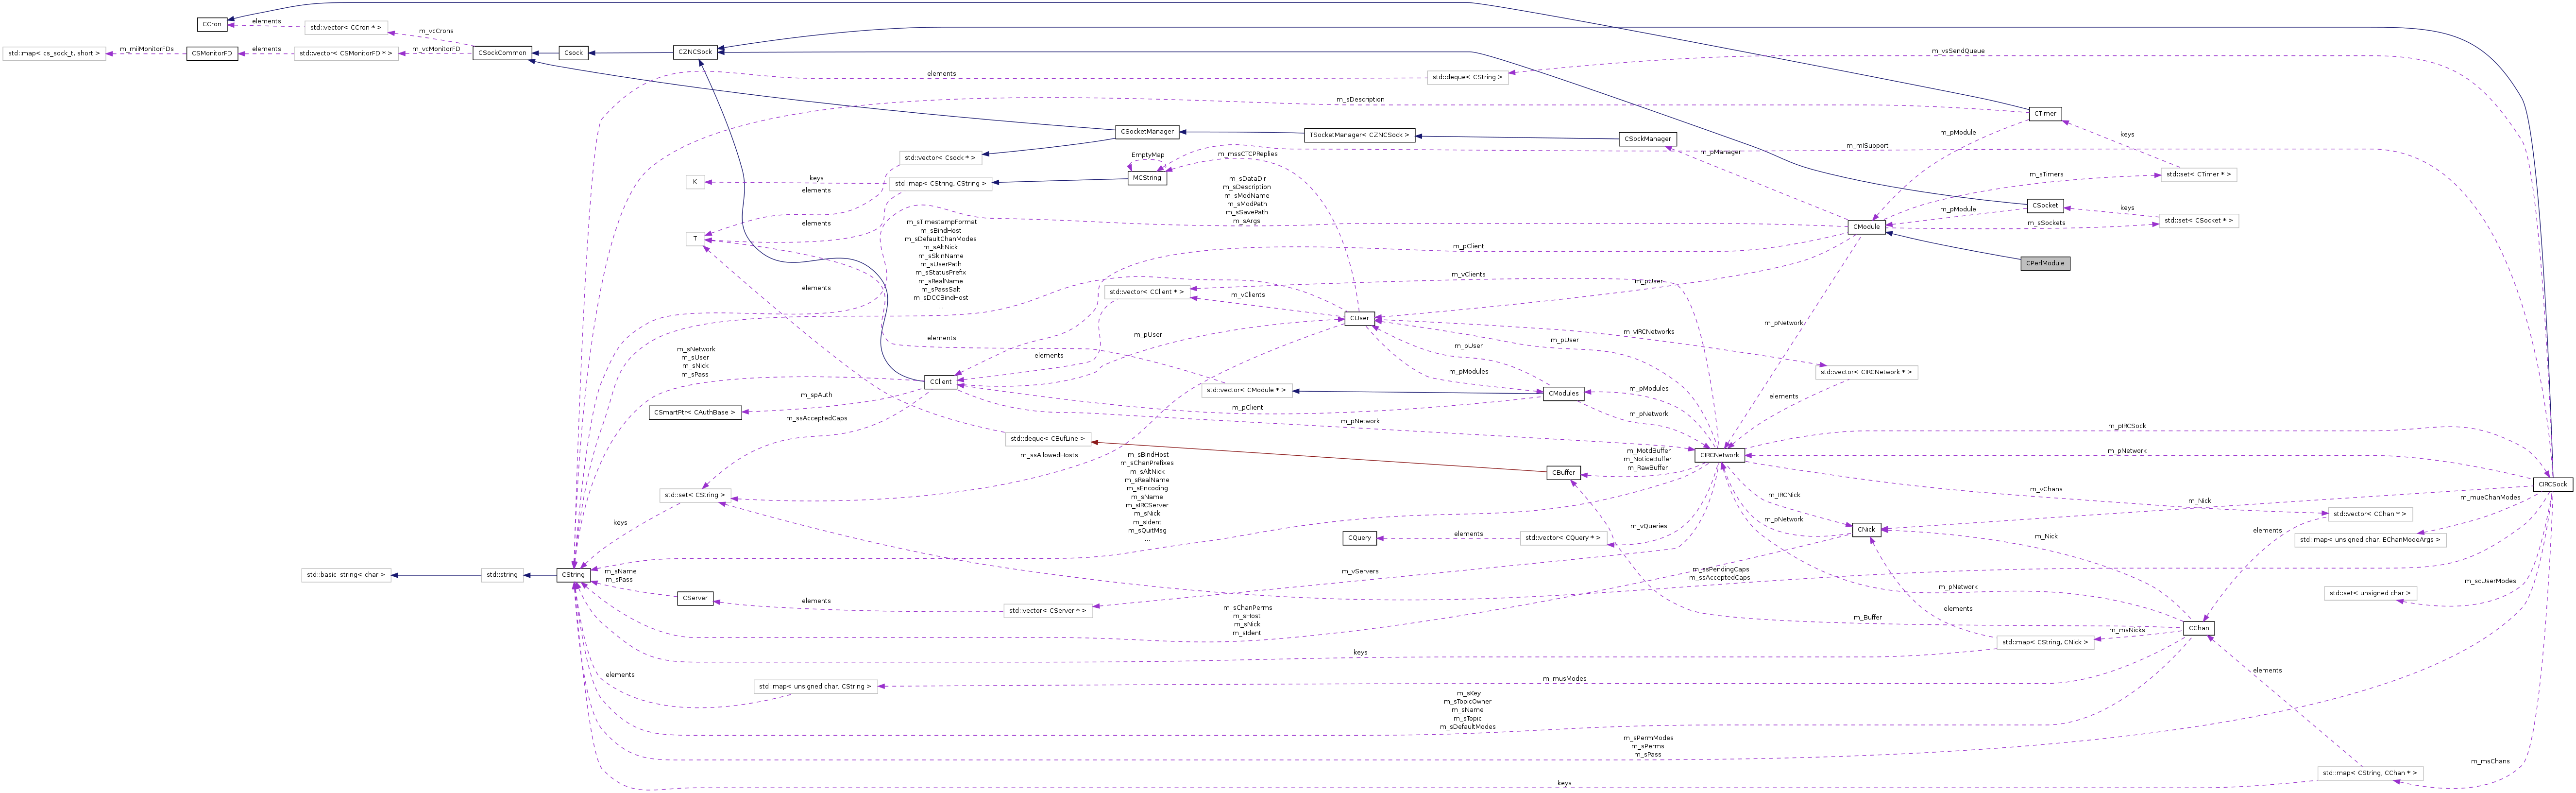 CCron
elements
std::vector< CCron * >
m_vcCrons
std::map< cs_sock_t, short >
m_miiMonitorFDs
CSMonitorFD
elements
std::vector< CSMonitorFD * >
m_vcMonitorFD
CSockCommon
Csock
CZNCSock
m_vsSendQueue
elements
std::deque< CString >
m_sDescription
CTimer
CSocketManager
TSocketManager< CZNCSock >
CSockManager
m_pModule
keys
m_pManager
m_mISupport
EmptyMap
m_mssCTCPReplies
std::vector< Csock * >
K
keys
std::map< CString, CString >
MCString
elements
m_sDataDir
m_sDescription
m_sModName
m_sModPath
m_sSavePath
m_sArgs
m_sTimers
std::set< CTimer * >
CSocket
m_pModule
keys
std::set< CSocket * >
m_sSockets
CModule
T
elements
m_sTimestampFormat
m_sBindHost
m_sDefaultChanModes
m_sAltNick
m_sSkinName
m_sUserPath
m_sStatusPrefix
m_sRealName
m_sPassSalt
m_sDCCBindHost
...
m_pClient
CPerlModule
m_vClients
m_pUser
elements
std::vector< CClient * >
m_vClients
CUser
m_pNetwork
m_vIRCNetworks
m_pUser
m_pUser
m_pUser
elements
elements
m_sNetwork
m_sUser
m_sNick
m_sPass
CClient
m_pModules
std::vector< CIRCNetwork * >
m_spAuth
std::vector< CModule * >
CModules
m_pModules
elements
CSmartPtr< CAuthBase >
m_pClient
m_pNetwork
m_ssAcceptedCaps
m_pNetwork
m_pIRCSock
std::deque< CBufLine >
m_ssAllowedHosts
m_sBindHost
m_sChanPrefixes
m_sAltNick
m_sRealName
m_sEncoding
m_sName
m_sIRCServer
m_sNick
m_sIdent
m_sQuitMsg
...
m_MotdBuffer
m_NoticeBuffer
m_RawBuffer
CIRCNetwork
m_pNetwork
CBuffer
CIRCSock
m_vChans
m_Nick
m_mueChanModes
std::set< CString >
m_IRCNick
keys
m_pNetwork
m_vQueries
CNick
std::vector< CChan * >
elements
m_Nick
CQuery
elements
std::vector< CQuery * >
std::map< unsigned char, EChanModeArgs >
std::basic_string< char >
std::string
CString
m_sName
m_sPass
m_vServers
m_ssPendingCaps
m_ssAcceptedCaps
m_pNetwork
m_scUserModes
std::set< unsigned char >
CServer
elements
std::vector< CServer * >
m_sChanPerms
m_sHost
m_sNick
m_sIdent
elements
m_Buffer
m_msNicks
CChan
std::map< CString, CNick >
keys
elements
m_musModes
elements
std::map< unsigned char, CString >
m_sKey
m_sTopicOwner
m_sName
m_sTopic
m_sDefaultModes
m_sPermModes
m_sPerms
m_sPass
m_msChans
std::map< CString, CChan * >
keys